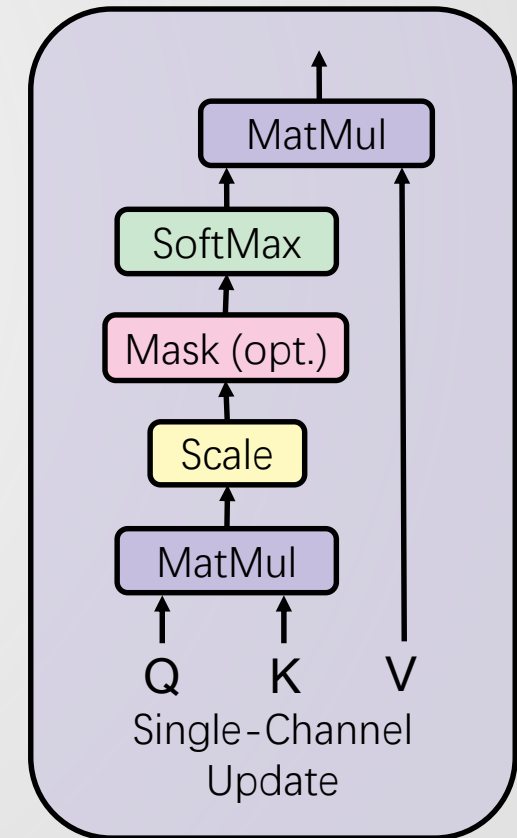 MatMul
SoftMax
Mask (opt.)
Scale
MatMul
Q K V
Single-Channel
Update